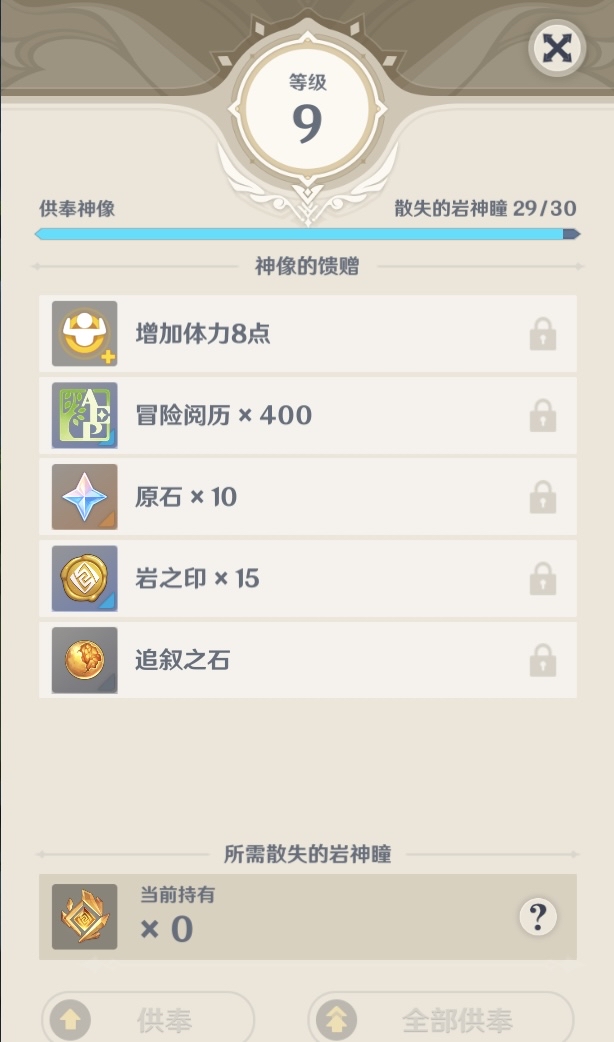 等级
9
供奉神像
散失的岩神瞳 29/30
神像的馈赠
增加体力8点
冒险阅历 × 400
原石 × 10
岩之印 × 15
追叙之石
所需散失的岩神瞳
当前持有
× 0
?
供奉
全部供奉